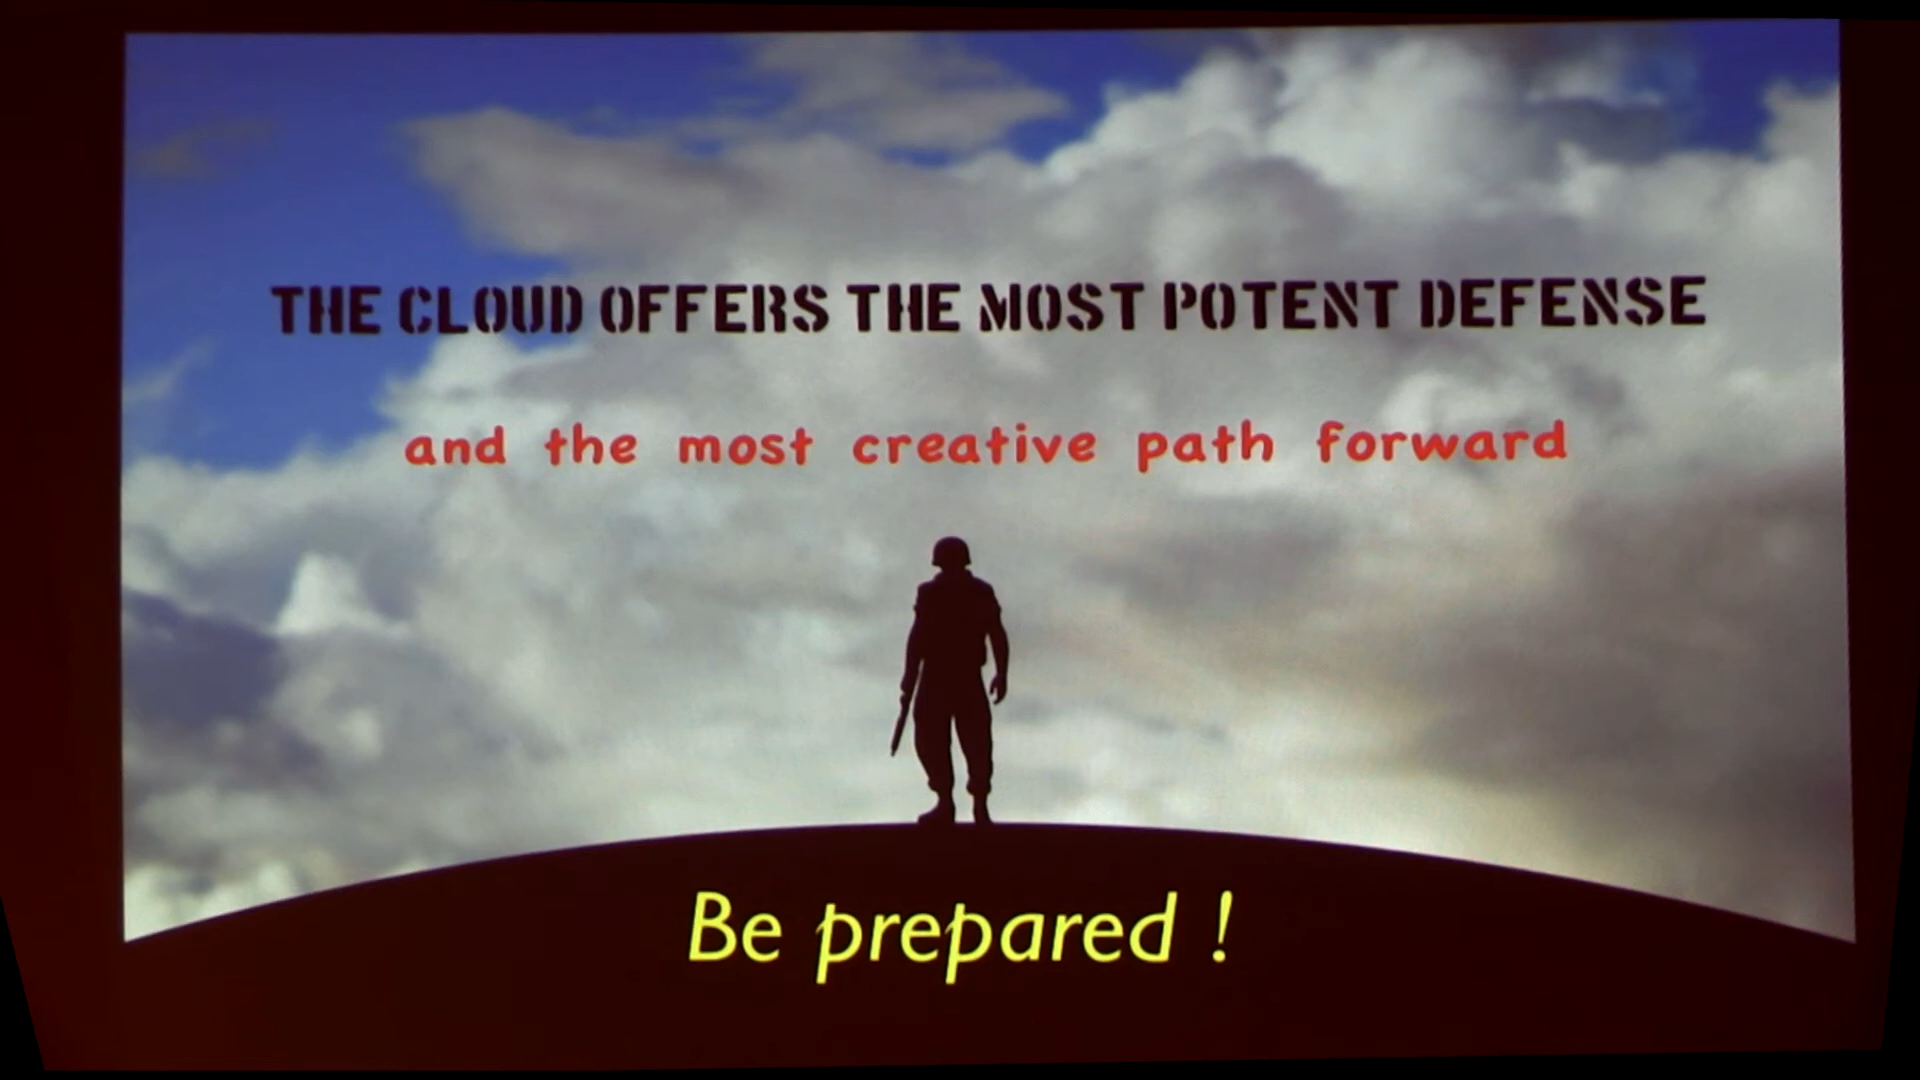 THE CLOUD OFFERS THE MOST POTENT DEFENSE
and the most creative path forward
Be prepared !